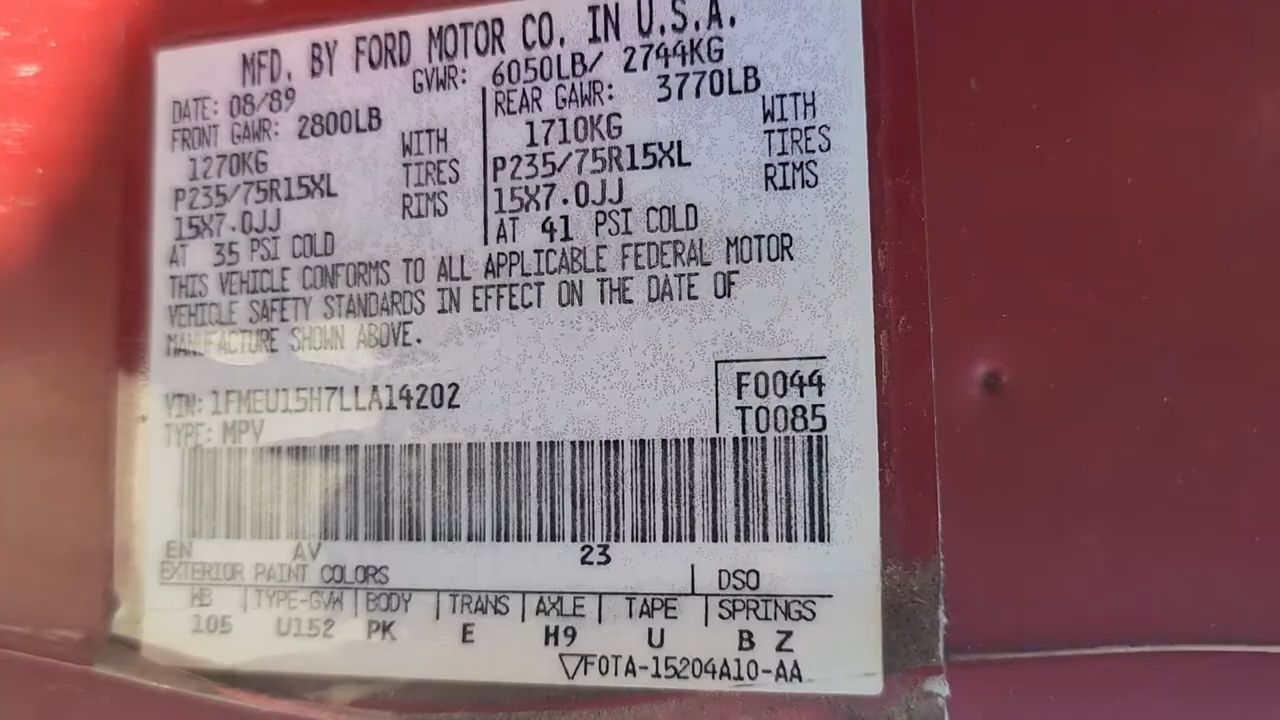 MFD. BY FORD MOTOR CO. IN U.S.A.
DATE: 08/89 GVWR: 6050LB/ 2744KG
FRONT GAWR: 2800LB REAR GAWR: 3770LB
1270KG WITH 1710KG WITH
P235/75R15XL TIRES P235/75R15XL TIRES
15X7.0JJ RIMS 15X7.0JJ RIMS
AT 35 PSI COLD AT 41 PSI COLD
THIS VEHICLE CONFORMS TO ALL APPLICABLE FEDERAL MOTOR
VEHICLE SAFETY STANDARDS IN EFFECT ON THE DATE OF
MANUFACTURE SHOWN ABOVE.
VIN: 1FMEU15H7LLA14202 F0044
TYPE: MPV T0085
EN AV 23
EXTERIOR PAINT COLORS DSO
WB TYPE-GVW BODY TRANS AXLE TAPE SPRINGS
105 U152 PK E H9 U B Z
▽F0TA-15204A10-AA